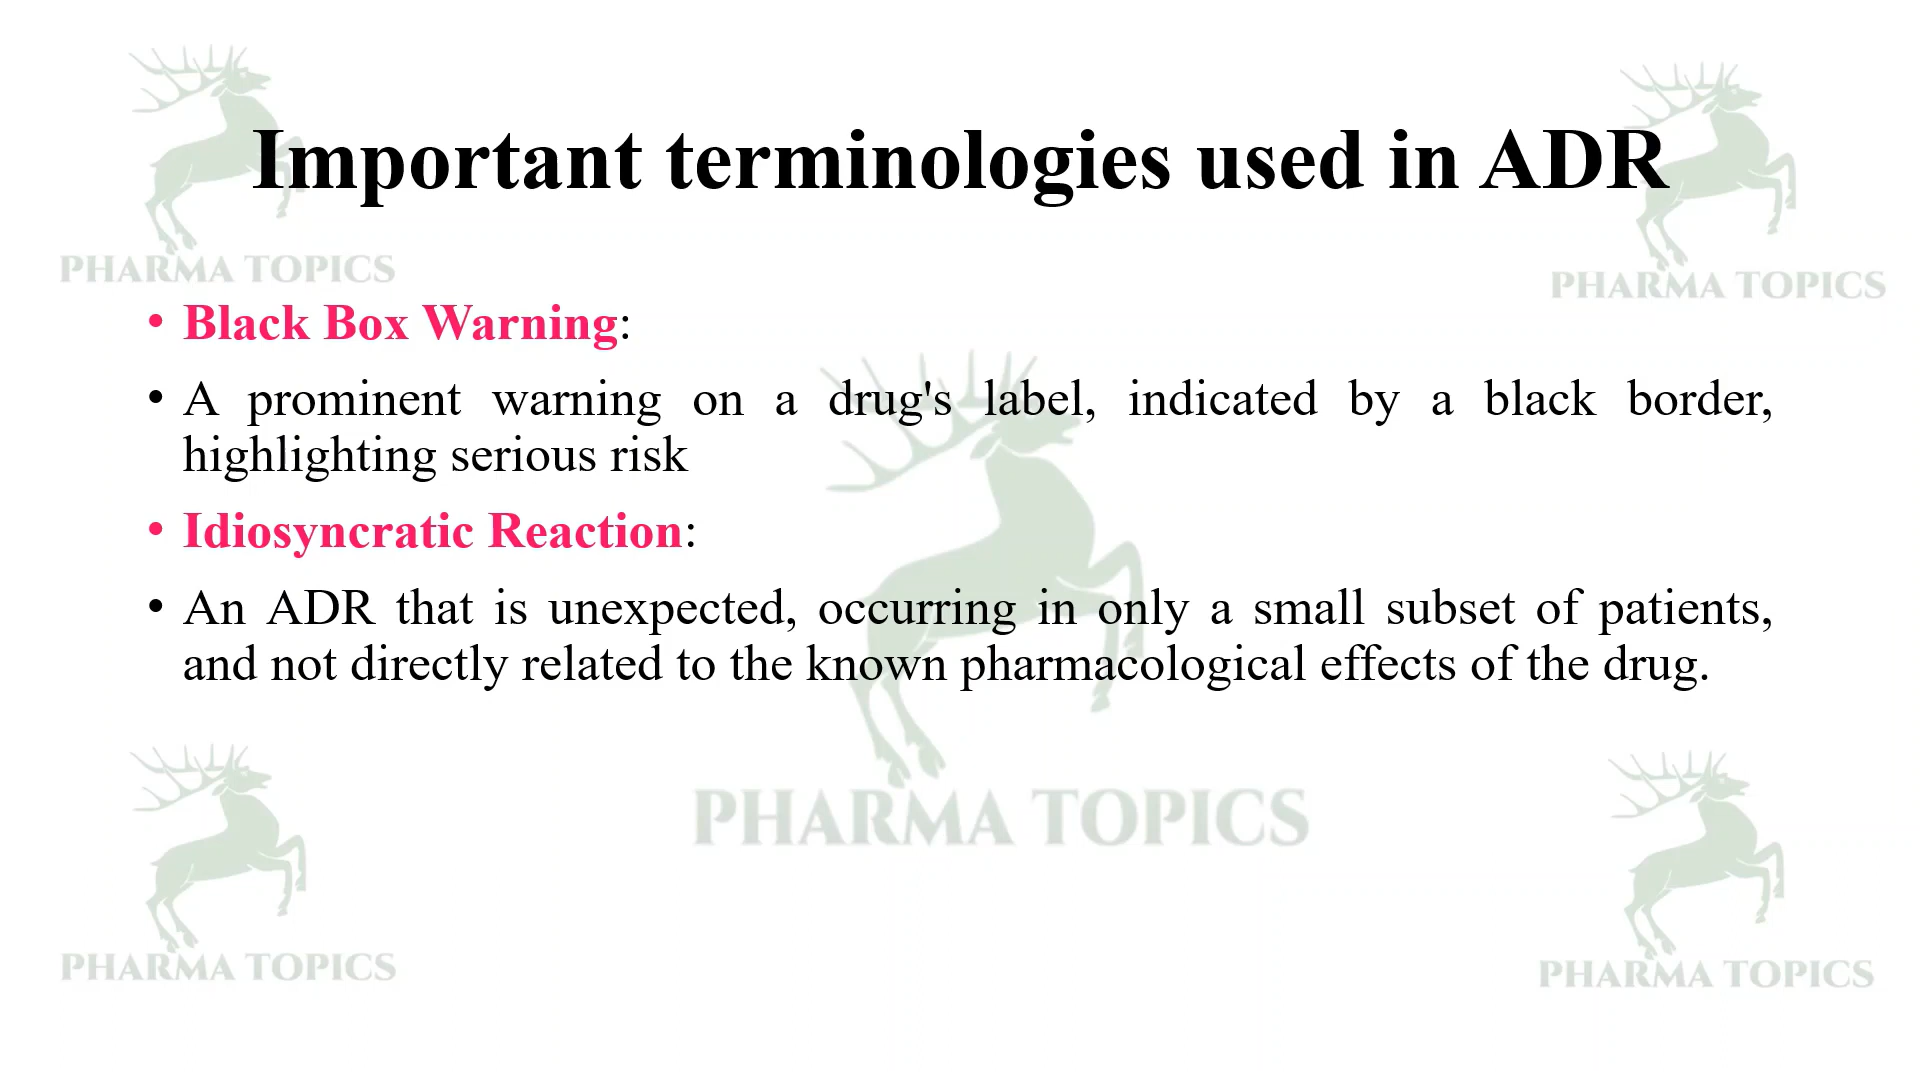 Important terminologies used in ADR
PHARMA TOPICS
PHARMA TOPICS
• Black Box Warning:
• A prominent warning on a drug's label, indicated by a black border,
highlighting serious risk
• Idiosyncratic Reaction:
• An ADR that is unexpected, occurring in only a small subset of patients,
and not directly related to the known pharmacological effects of the drug.
PHARMA TOPICS
PHARMA TOPICS
PHARMA TOPICS